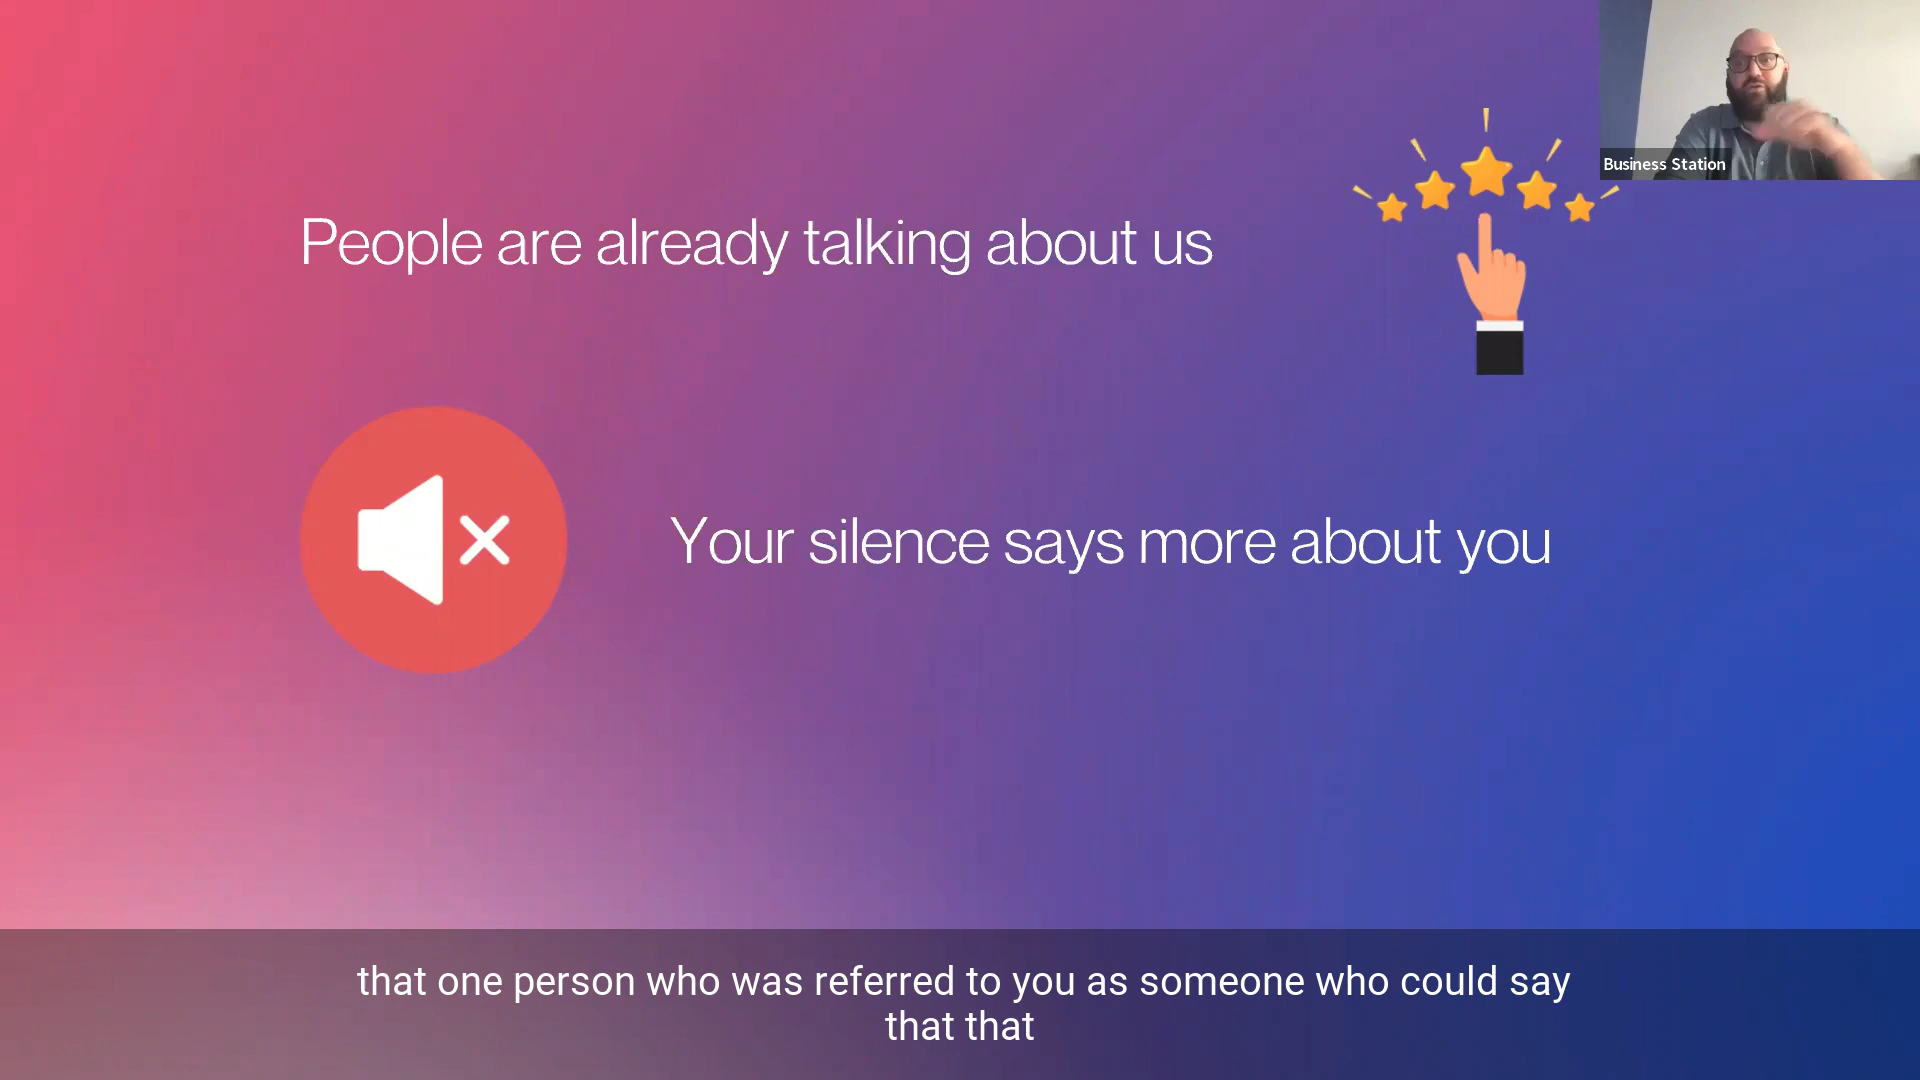 Business Station
People are already talking about us
Your silence says more about you
that one person who was referred to you as someone who could say
that that